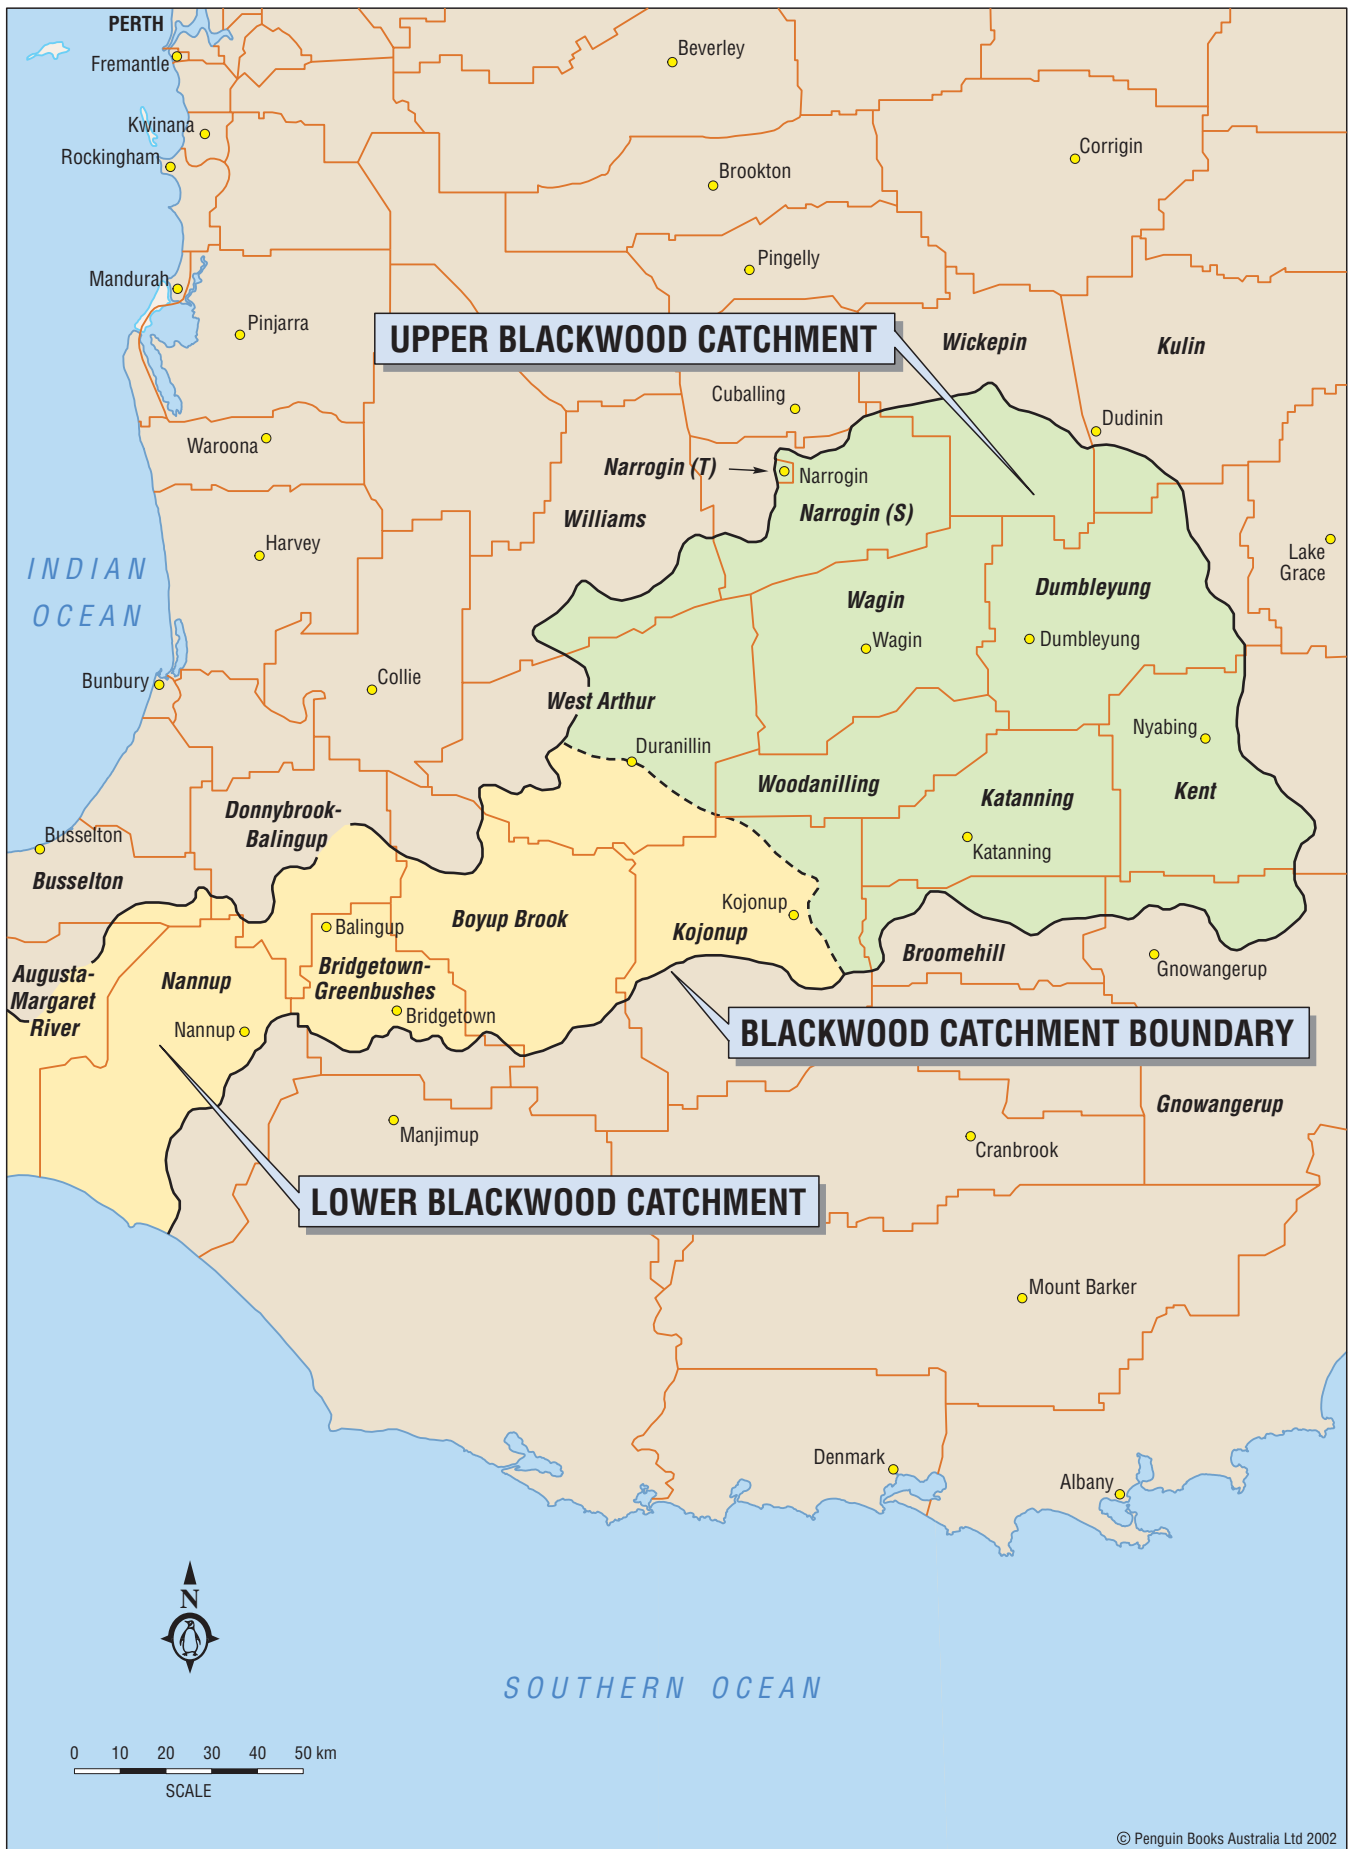 PERTH
Fremantle
Beverley
Kwinana
Rockingham
Corrigin
Brookton
Pingelly
Mandurah
Pinjarra
UPPER BLACKWOOD CATCHMENT
Wickepin
Kulin
Cuballing
Dudinin
Waroona
Narrogin (T)
Narrogin
Narrogin (S)
Williams
Harvey
Lake
Grace
INDIAN
OCEAN
Dumbleyung
Wagin
Wagin
Dumbleyung
Collie
Bunbury
West Arthur
Nyabing
Duranillin
Woodanilling
Katanning
Kent
Donnybrook-
Balingup
Busselton
Katanning
Busselton
Kojonup
Boyup Brook
Balingup
Kojonup
Broomehill
Gnowangerup
Augusta-
Margaret
River
Nannup
Bridgetown-
Greenbushes
Bridgetown
Nannup
BLACKWOOD CATCHMENT BOUNDARY
Gnowangerup
Manjimup
Cranbrook
LOWER BLACKWOOD CATCHMENT
Mount Barker
Denmark
Albany
N
SOUTHERN OCEAN
0 10 20 30 40 50 km
SCALE
© Penguin Books Australia Ltd 2002